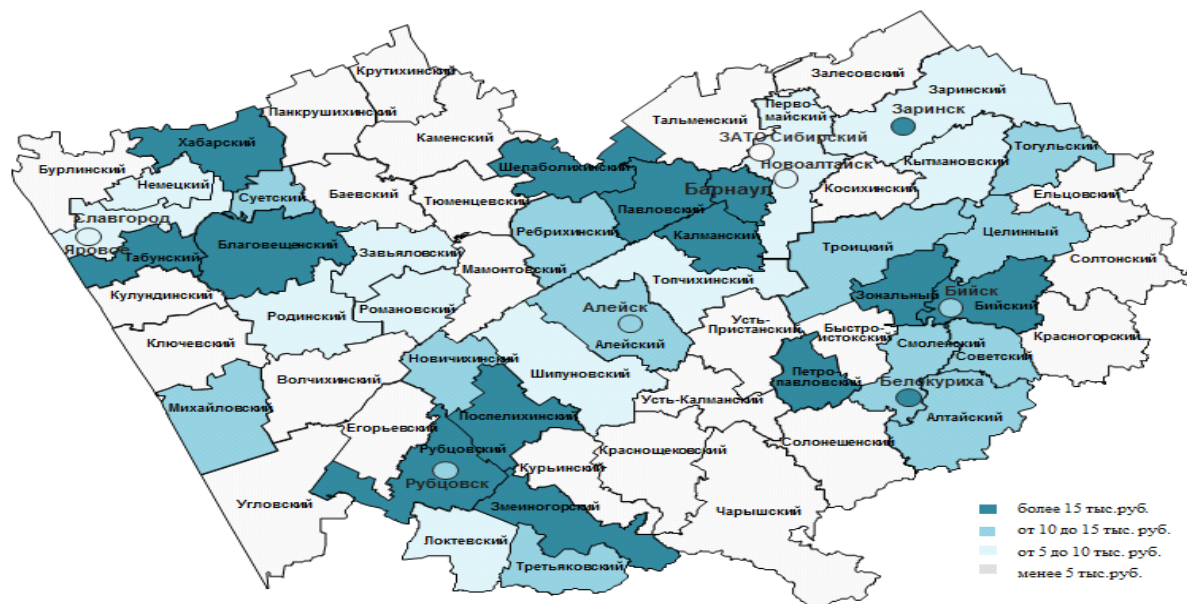 Крутихинский
Залесовский
Панкрушихинский
Заринский
Перво-
майский
Заринск
Тальменский
ЗАТО Сибирский
Каменский
Хабарский
Тогульский
Бурлинский
Шелаболихинский
Новоалтайск
Кытмановский
Немецкий
Баевский
Барнаул
Косихинский
Ельцовский
Суетский
Тюменцевский
Павловский
Славгород
Ребрихинский
Калманский
Целинный
Благовещенский
Троицкий
Яровое
Табунский
Завьяловский
Мамонтовский
Топчихинский
Солтонский
Кулундинский
Зональный
Бийск
Бийский
Романовский
Алейск
Родинский
Усть-
Пристанский
Быстро-
истокский
Красногорский
Ключевский
Алейский
Смоленский
Новичихинский
Советский
Шипуновский
Волчихинский
Петро-
павловский
Белокуриха
Михайловский
Усть-Калманский
Поспелихинский
Алтайский
Егорьевский
Солонешенский
Рубцовский
Краснощековский
Курьинский
Рубцовск
Угловский
Змеиногорский
Чарышский
Локтевский
Третьяковский
более 15 тыс.руб.
от 10 до 15 тыс. руб.
от 5 до 10 тыс. руб.
менее 5 тыс.руб.